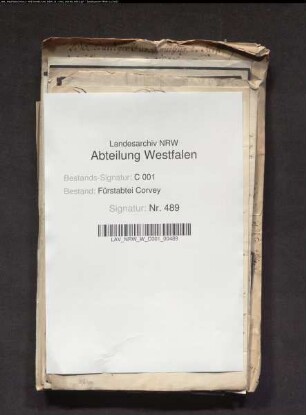 Landesarchiv NRW
Abteilung Westfalen
Bestands-Signatur: C 001
Bestand: Fürstabtei Corvey
Signatur: Nr. 489
LAV_NRW_W_C001_00489